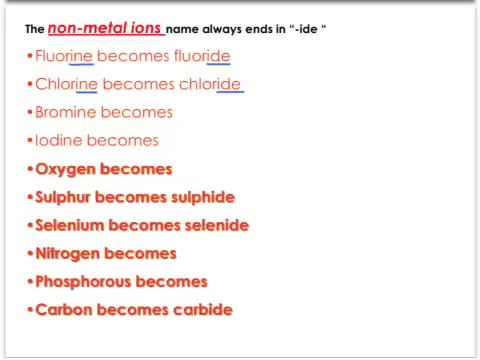 The non-metal ions name always ends in “-ide “
•Fluorine becomes fluoride
•Chlorine becomes chloride
•Bromine becomes
•Iodine becomes
•Oxygen becomes
•Sulphur becomes sulphide
•Selenium becomes selenide
•Nitrogen becomes
•Phosphorous becomes
•Carbon becomes carbide